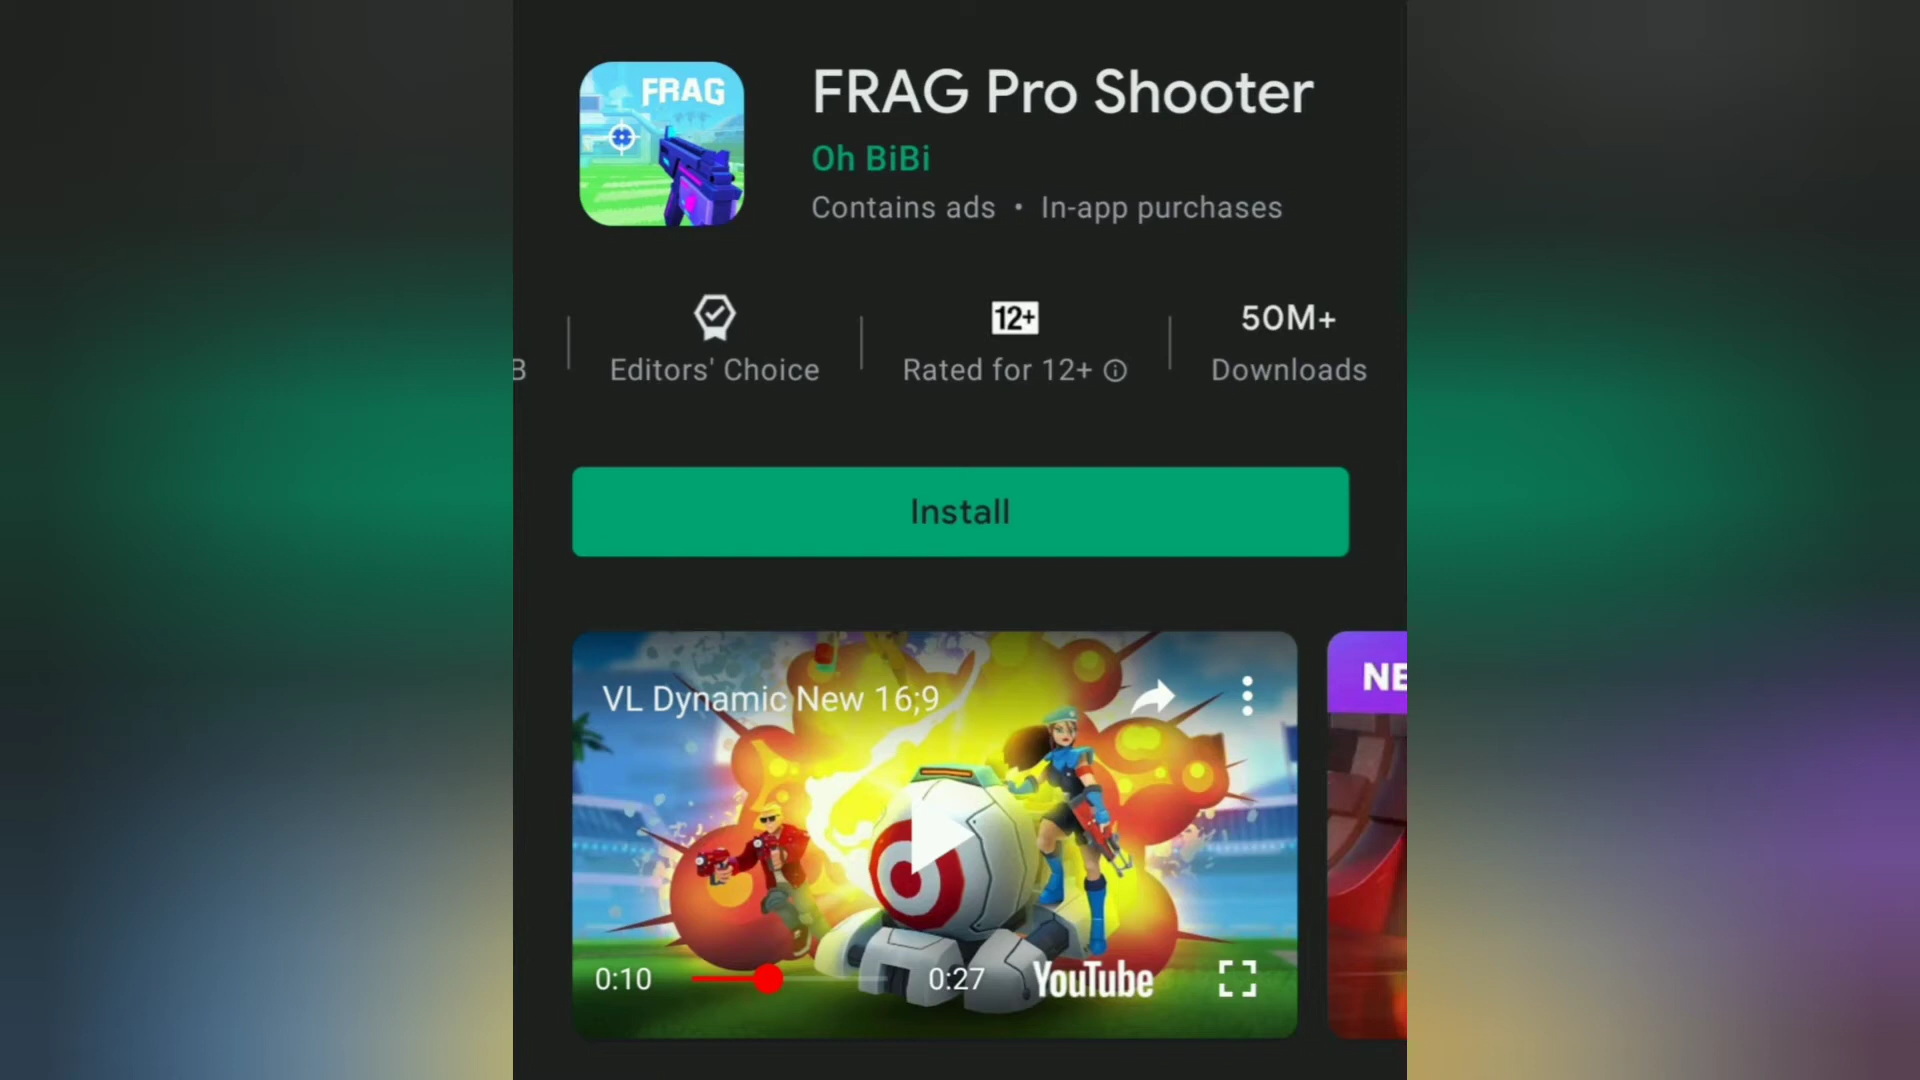 FRAG
FRAG Pro Shooter
Oh BiBi
Contains ads • In-app purchases
B
Editors' Choice
12+
Rated for 12+
50M+
Downloads
Install
VL Dynamic New 16;9
NE
0:10
0:27
YouTube